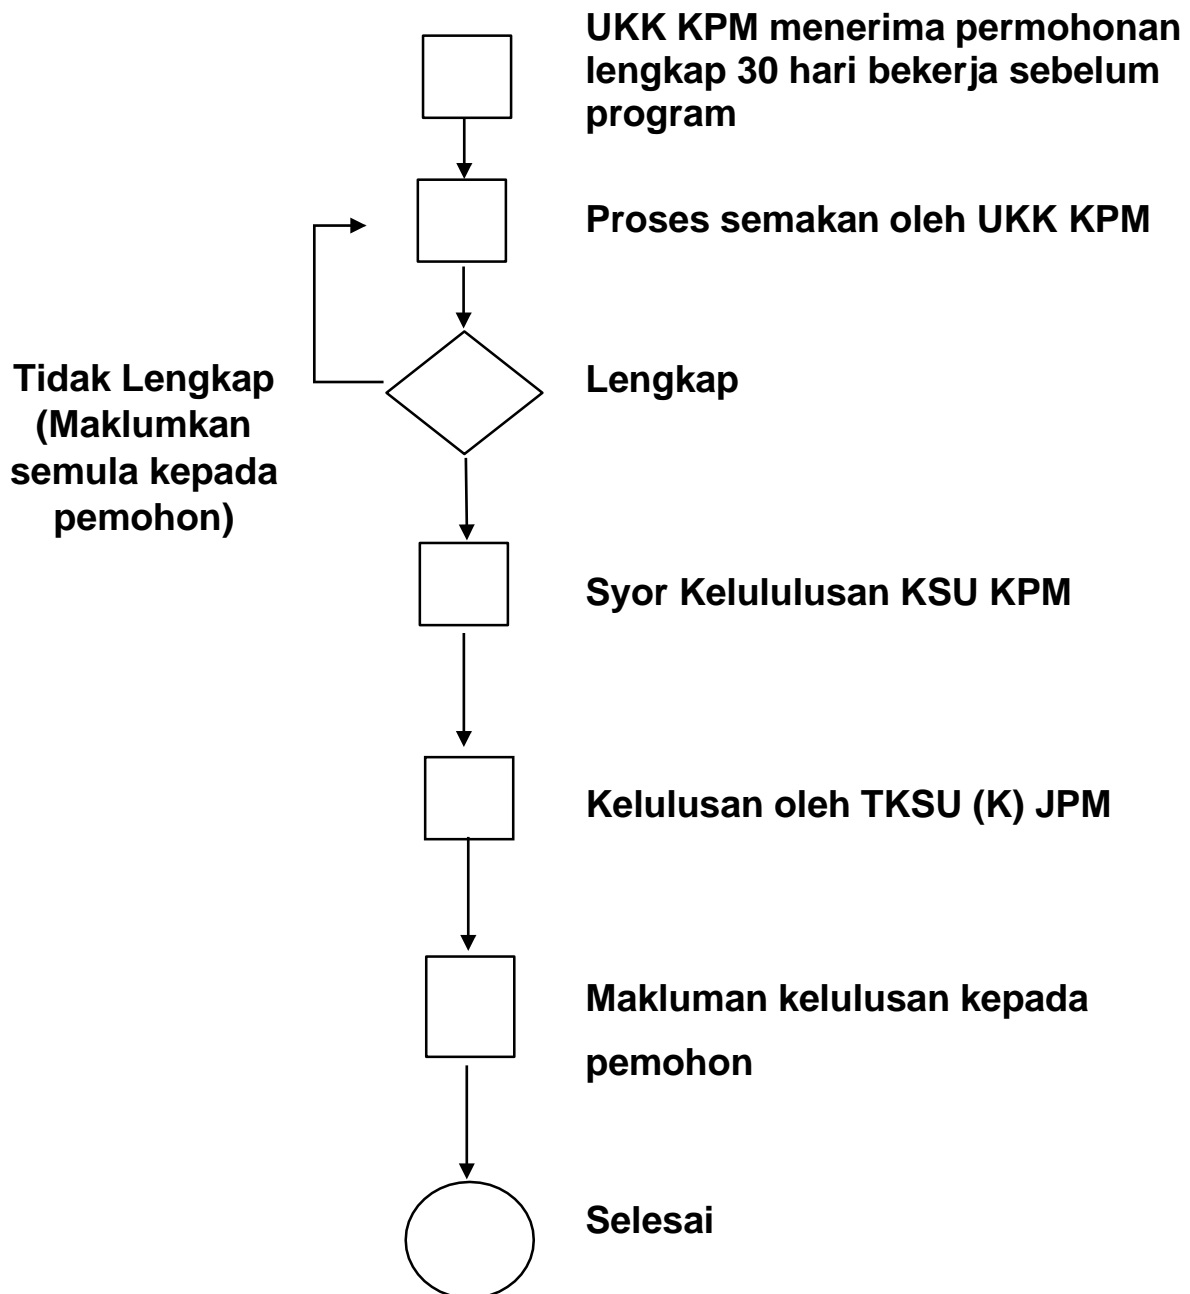 UKK KPM menerima permohonan
lengkap 30 hari bekerja sebelum
program
Proses semakan oleh UKK KPM
Tidak Lengkap
(Maklumkan
semula kepada
pemohon)
Lengkap
Syor Kelululusan KSU KPM
Kelulusan oleh TKSU (K) JPM
Makluman kelulusan kepada
pemohon
Selesai